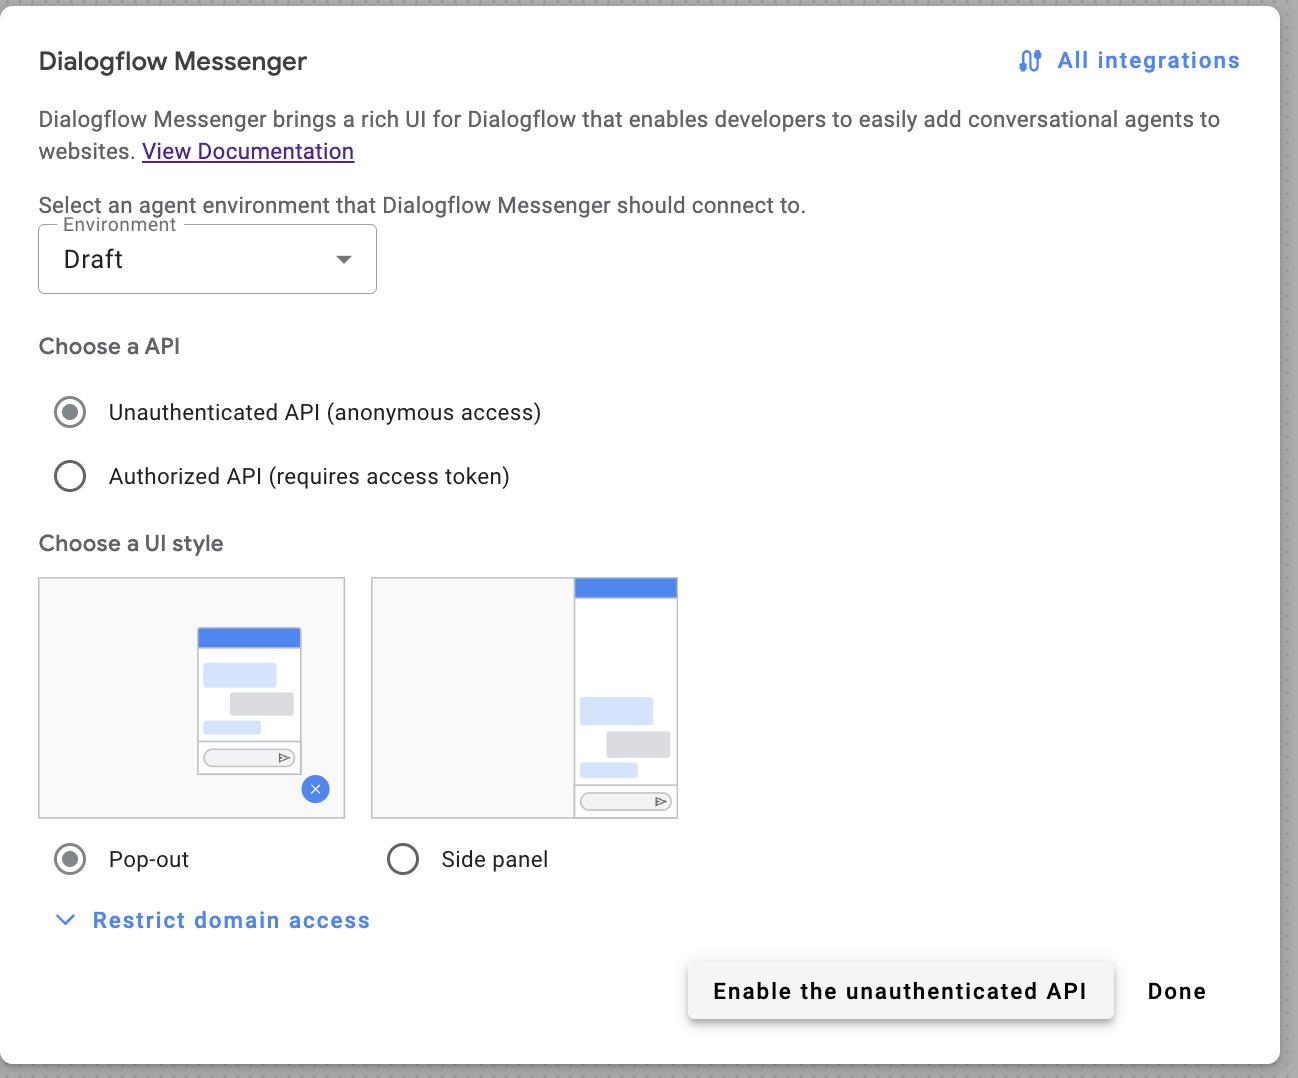 Dialogflow Messenger
All integrations
Dialogflow Messenger brings a rich UI for Dialogflow that enables developers to easily add conversational agents to
websites. View Documentation
Select an agent environment that Dialogflow Messenger should connect to.
Environment
Draft
Choose a API
Unauthenticated API (anonymous access)
Authorized API (requires access token)
Choose a UI style
Pop-out
Side panel
Restrict domain access
Enable the unauthenticated API
Done